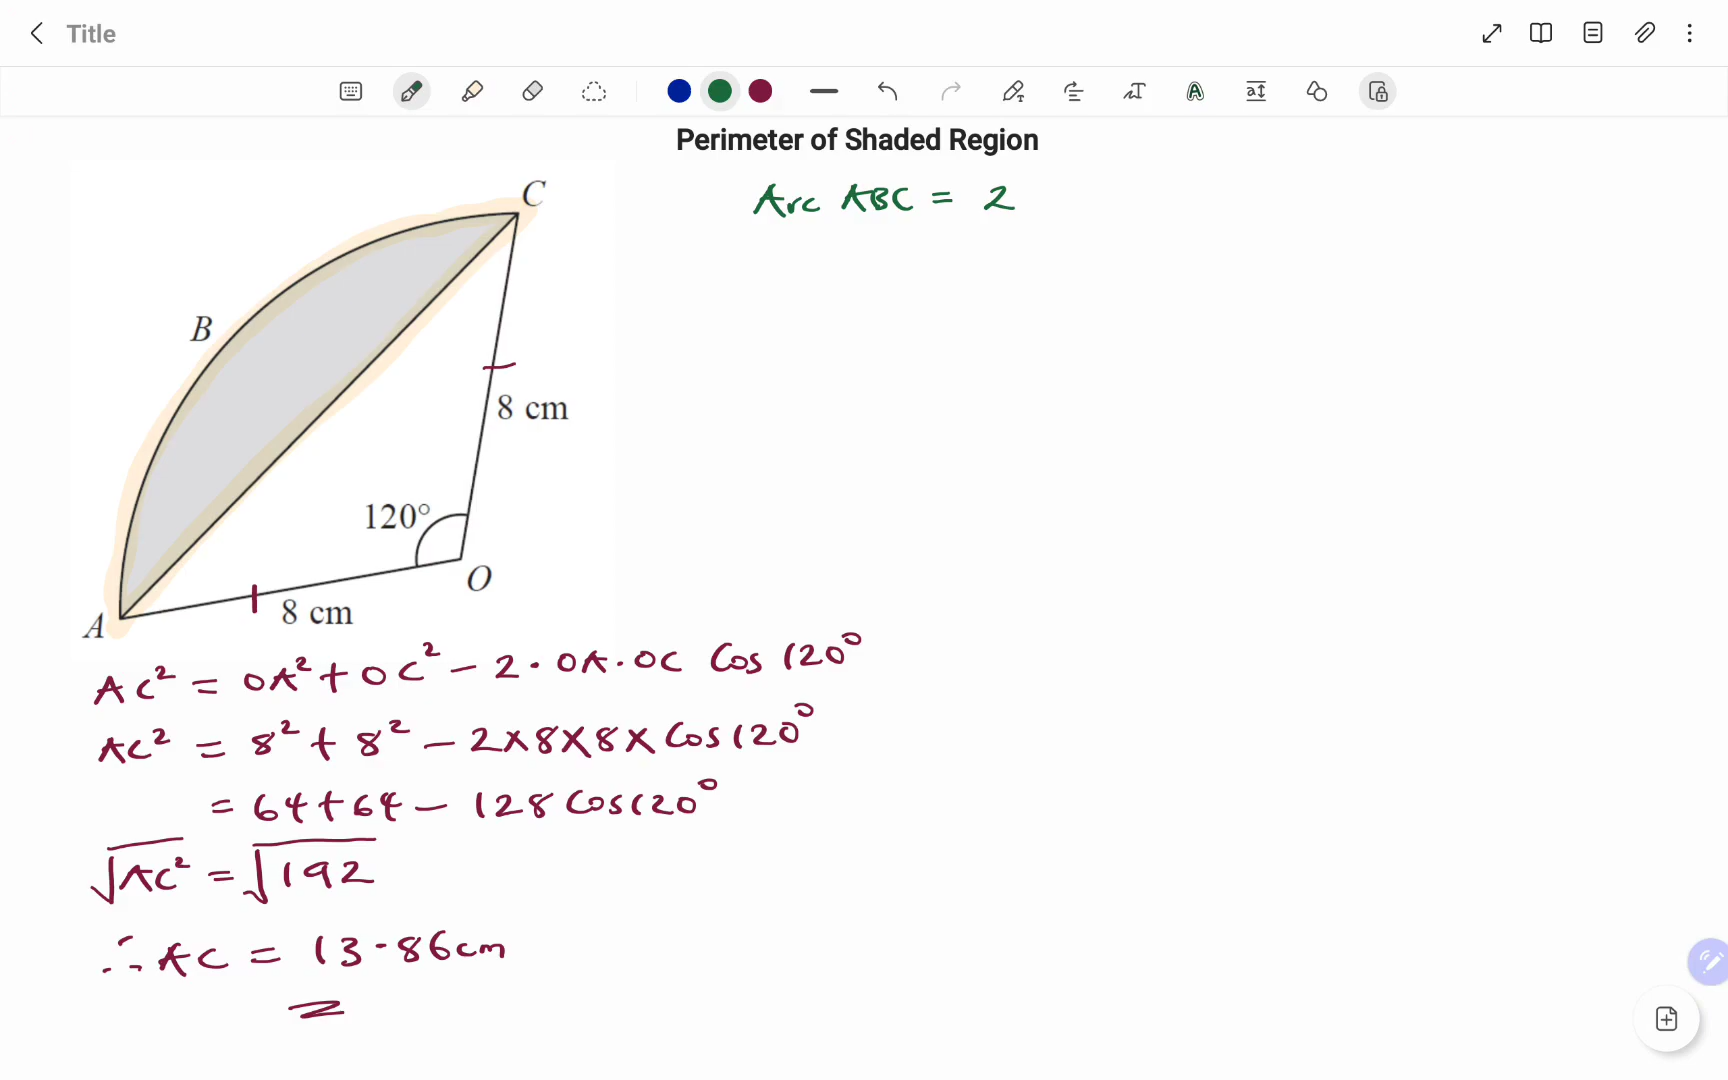 Title
Perimeter of Shaded Region
Arc ABC = 2
C
B
8 cm
120°
O
A
8 cm
AC² = OA² + OC² - 2 · OA · OC Cos 120°
AC² = 8² + 8² - 2×8×8× Cos 120°
= 64 + 64 - 128 Cos 120°
√AC² = √192
∴ AC = 13.86cm